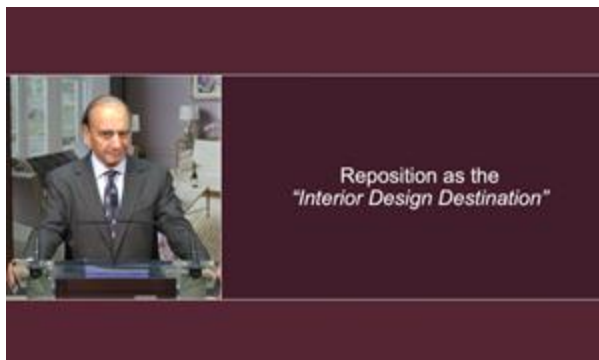 Reposition as the
“Interior Design Destination”